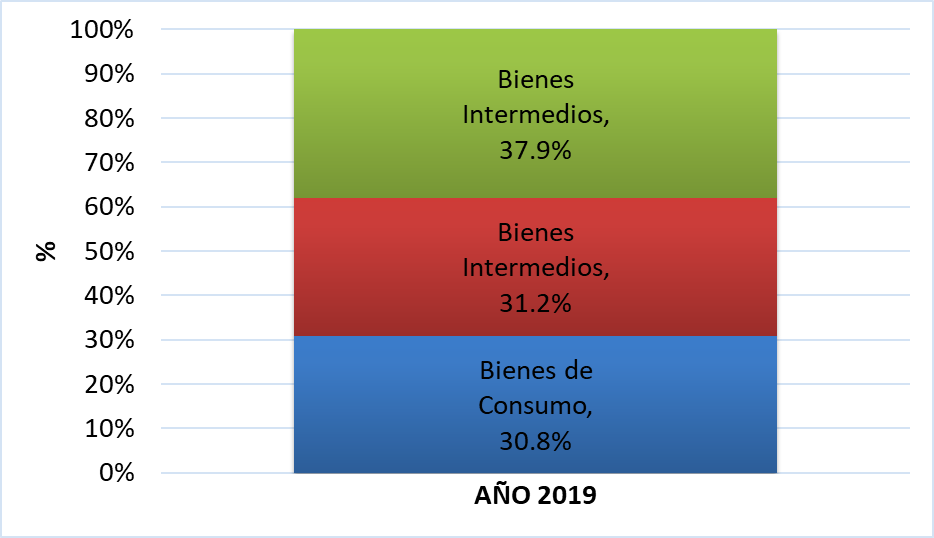 100%
90%
80%
70%
60%
50%
40%
30%
20%
10%
0%
%
Bienes
Intermedios,
37.9%
Bienes
Intermedios,
31.2%
Bienes de
Consumo,
30.8%
AÑO 2019